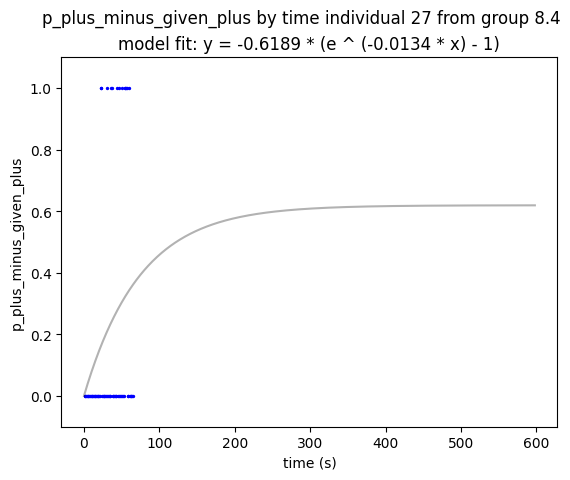 p_plus_minus_given_plus by time individual 27 from group 8.4
model fit: y = -0.6189 * (e ^ (-0.0134 * x) - 1)
1.0
0.8
0.6
0.4
0.2
0.0
p_plus_minus_given_plus
0 100 200 300 400 500 600
time (s)